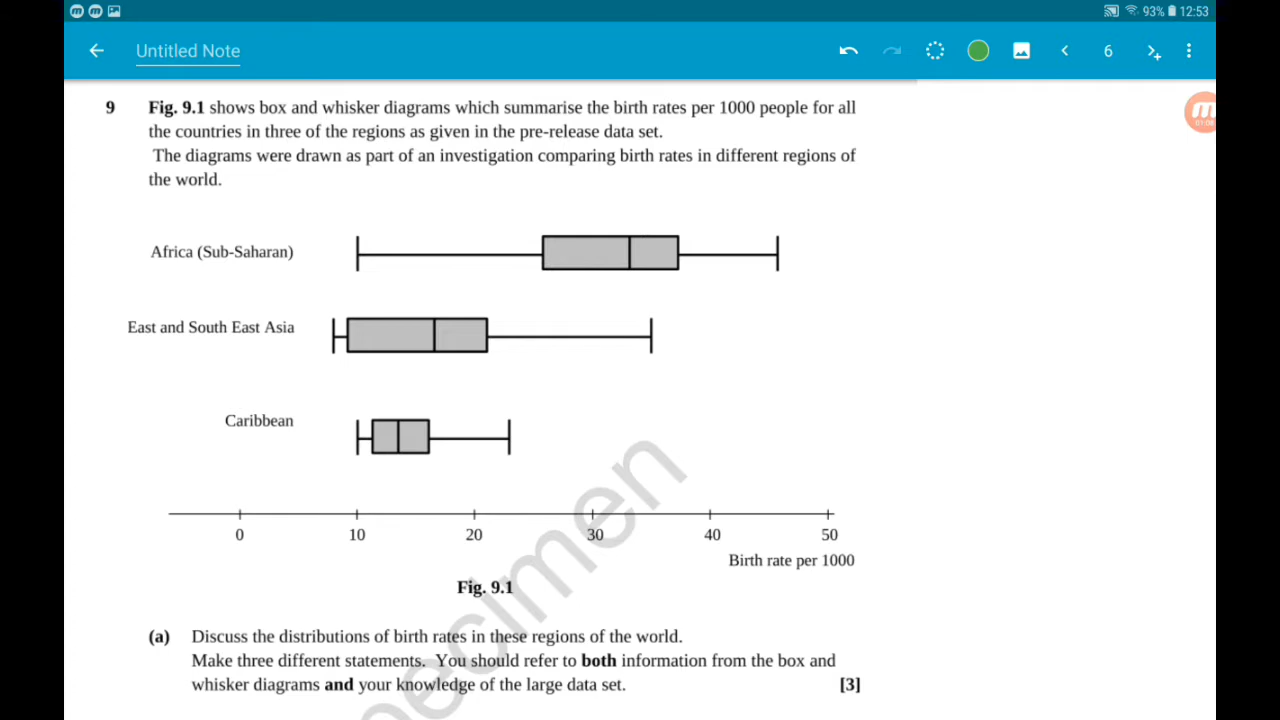 93% 12:53
Untitled Note
6
01:08
9 Fig. 9.1 shows box and whisker diagrams which summarise the birth rates per 1000 people for all
the countries in three of the regions as given in the pre-release data set.
The diagrams were drawn as part of an investigation comparing birth rates in different regions of
the world.
Africa (Sub-Saharan)
East and South East Asia
Caribbean
0 10 20 30 40 50
Birth rate per 1000
Fig. 9.1
(a) Discuss the distributions of birth rates in these regions of the world.
Make three different statements. You should refer to both information from the box and
whisker diagrams and your knowledge of the large data set. [3]
pecimen